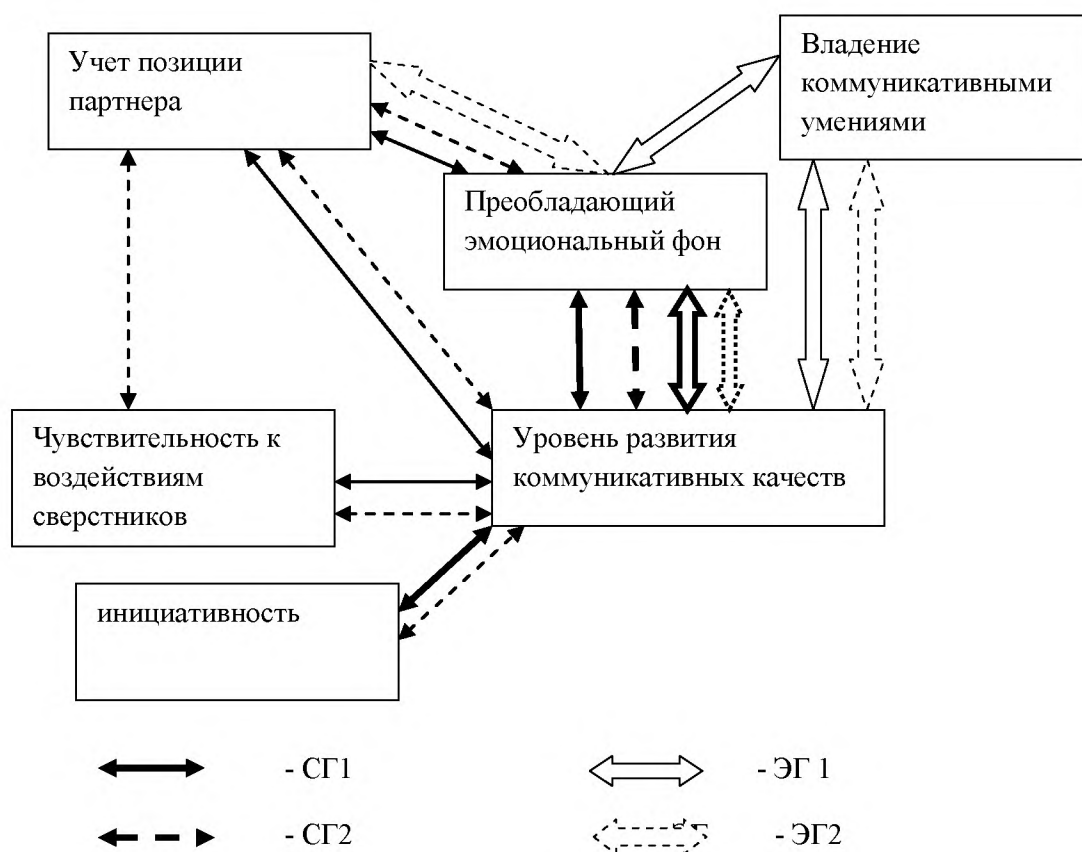 Учет позиции
партнера
Владение
коммуникативными
умениями
Преобладающий
эмоциональный фон
Чувствительность к
воздействиям
сверстников
Уровень развития
коммуникативных качеств
инициативность
- СГ1
- ЭГ 1
- СГ2
- ЭГ2